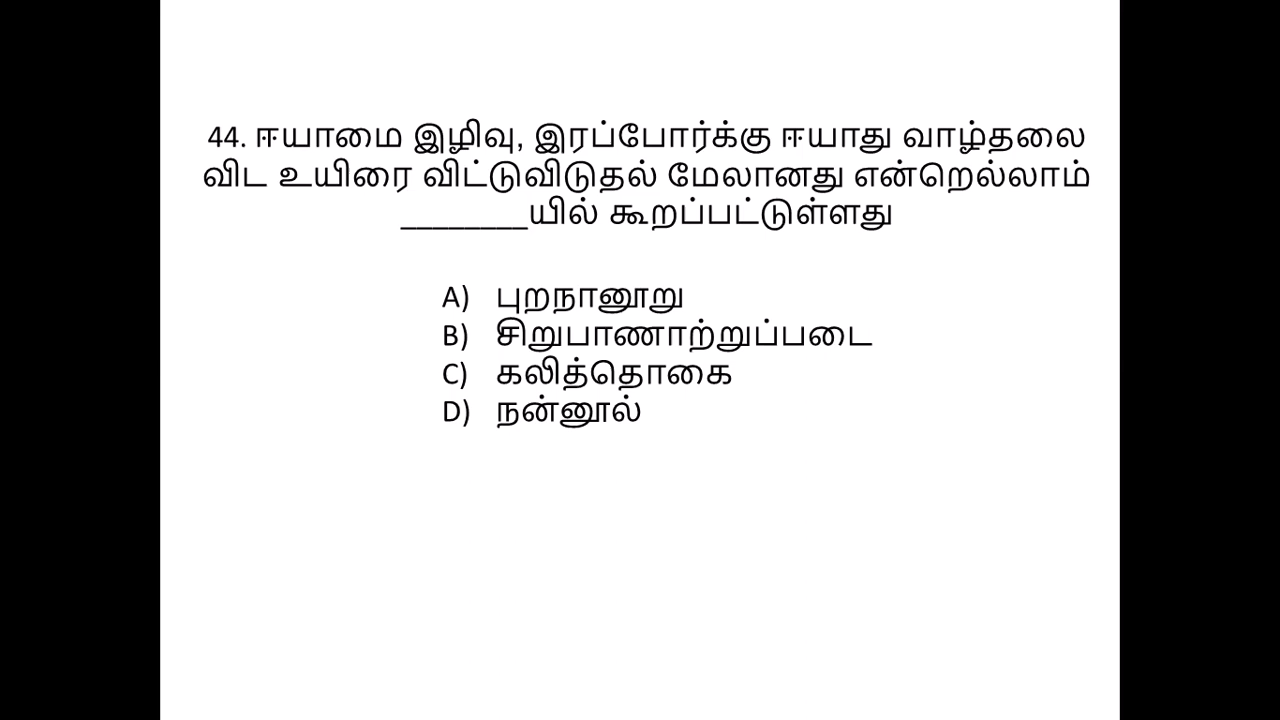 44. ஈயாமை இழிவு, இரப்போர்க்கு ஈயாது வாழ்தலை
விட உயிரை விட்டுவிடுதல் மேலானது என்றெல்லாம்
________யில் கூறப்பட்டுள்ளது
A) புறநானூறு
B) சிறுபாணாற்றுப்படை
C) கலித்தொகை
D) நன்னூல்